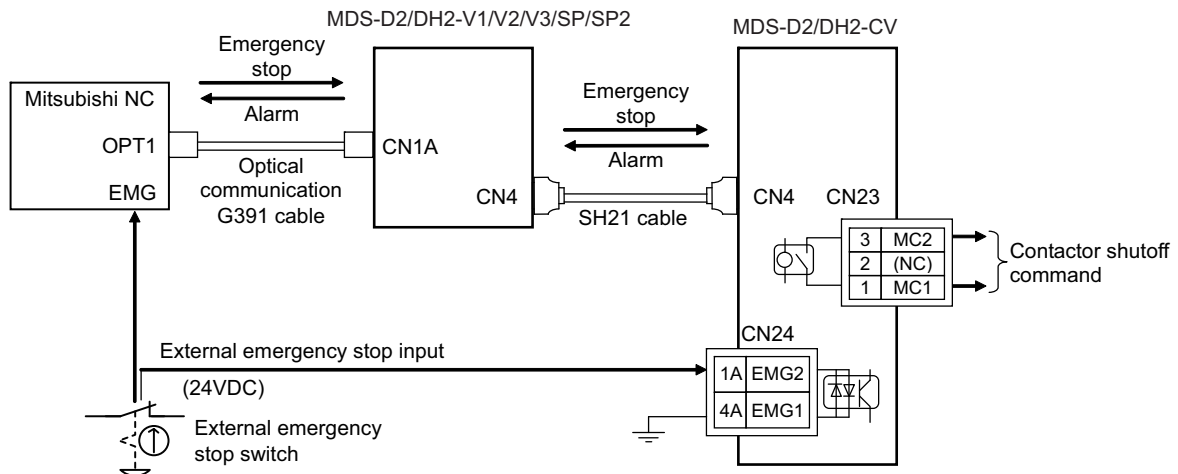 MDS-D2/DH2-V1/V2/V3/SP/SP2
MDS-D2/DH2-CV
Emergency
stop
Alarm
Mitsubishi NC
OPT1
EMG
CN1A
Optical
communication
G391 cable
CN4
Emergency
stop
Alarm
SH21 cable
CN4
CN23
3 MC2
2 (NC)
1 MC1
Contactor shutoff
command
CN24
1A EMG2
4A EMG1
External emergency stop input
(24VDC)
External emergency
stop switch